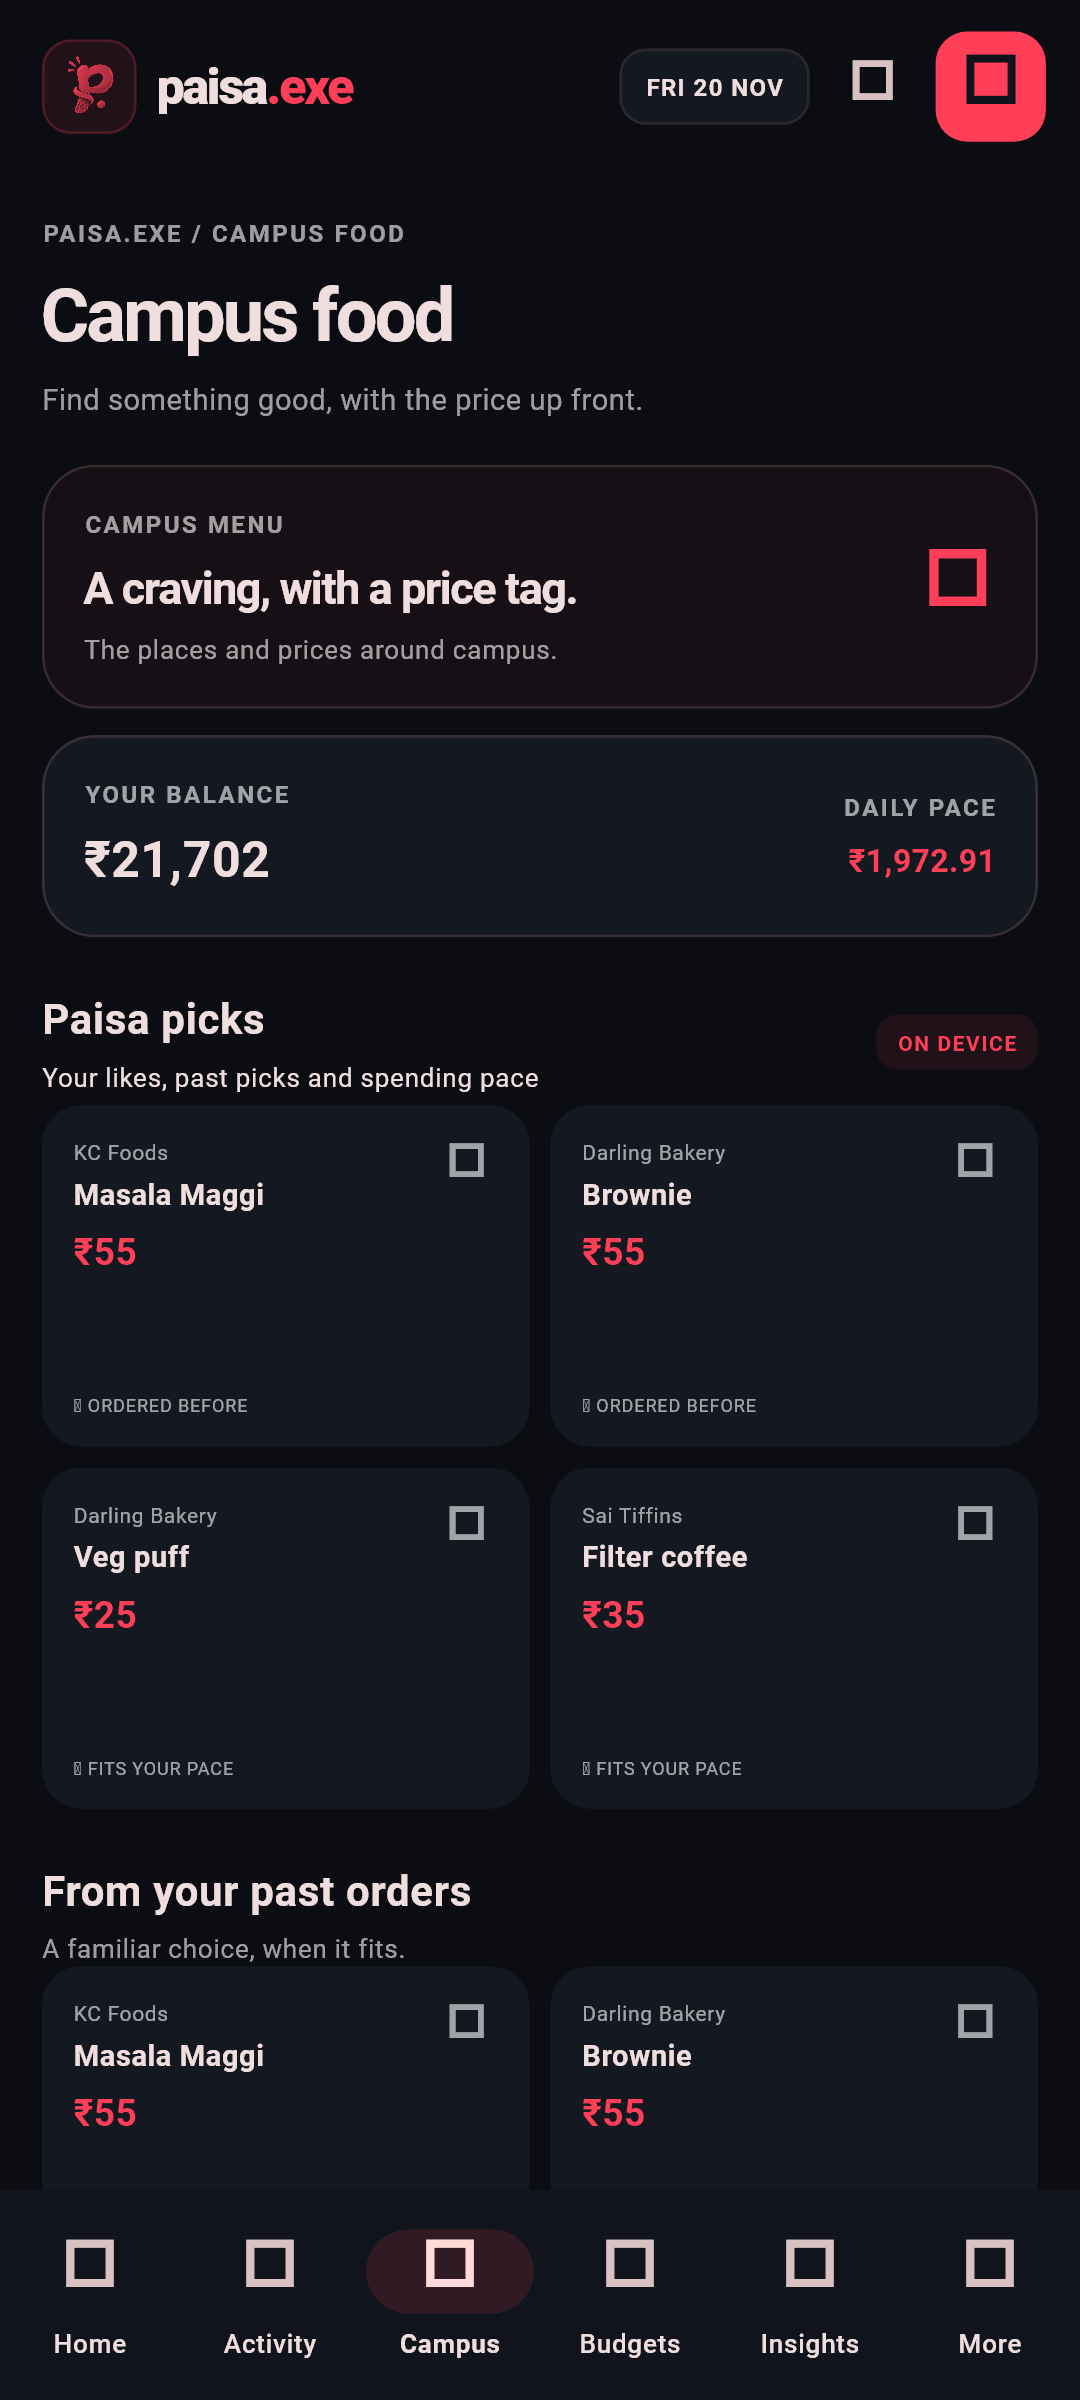 paisa.exe
FRI 20 NOV
PAISA.EXE / CAMPUS FOOD
Campus food
Find something good, with the price up front.
CAMPUS MENU
A craving, with a price tag.
The places and prices around campus.
YOUR BALANCE
₹21,702
DAILY PACE
₹1,972.91
Paisa picks
Your likes, past picks and spending pace
ON DEVICE
KC Foods
Masala Maggi
₹55
ORDERED BEFORE
Darling Bakery
Brownie
₹55
ORDERED BEFORE
Darling Bakery
Veg puff
₹25
FITS YOUR PACE
Sai Tiffins
Filter coffee
₹35
FITS YOUR PACE
From your past orders
A familiar choice, when it fits.
KC Foods
Masala Maggi
₹55
Darling Bakery
Brownie
₹55
Home
Activity
Campus
Budgets
Insights
More